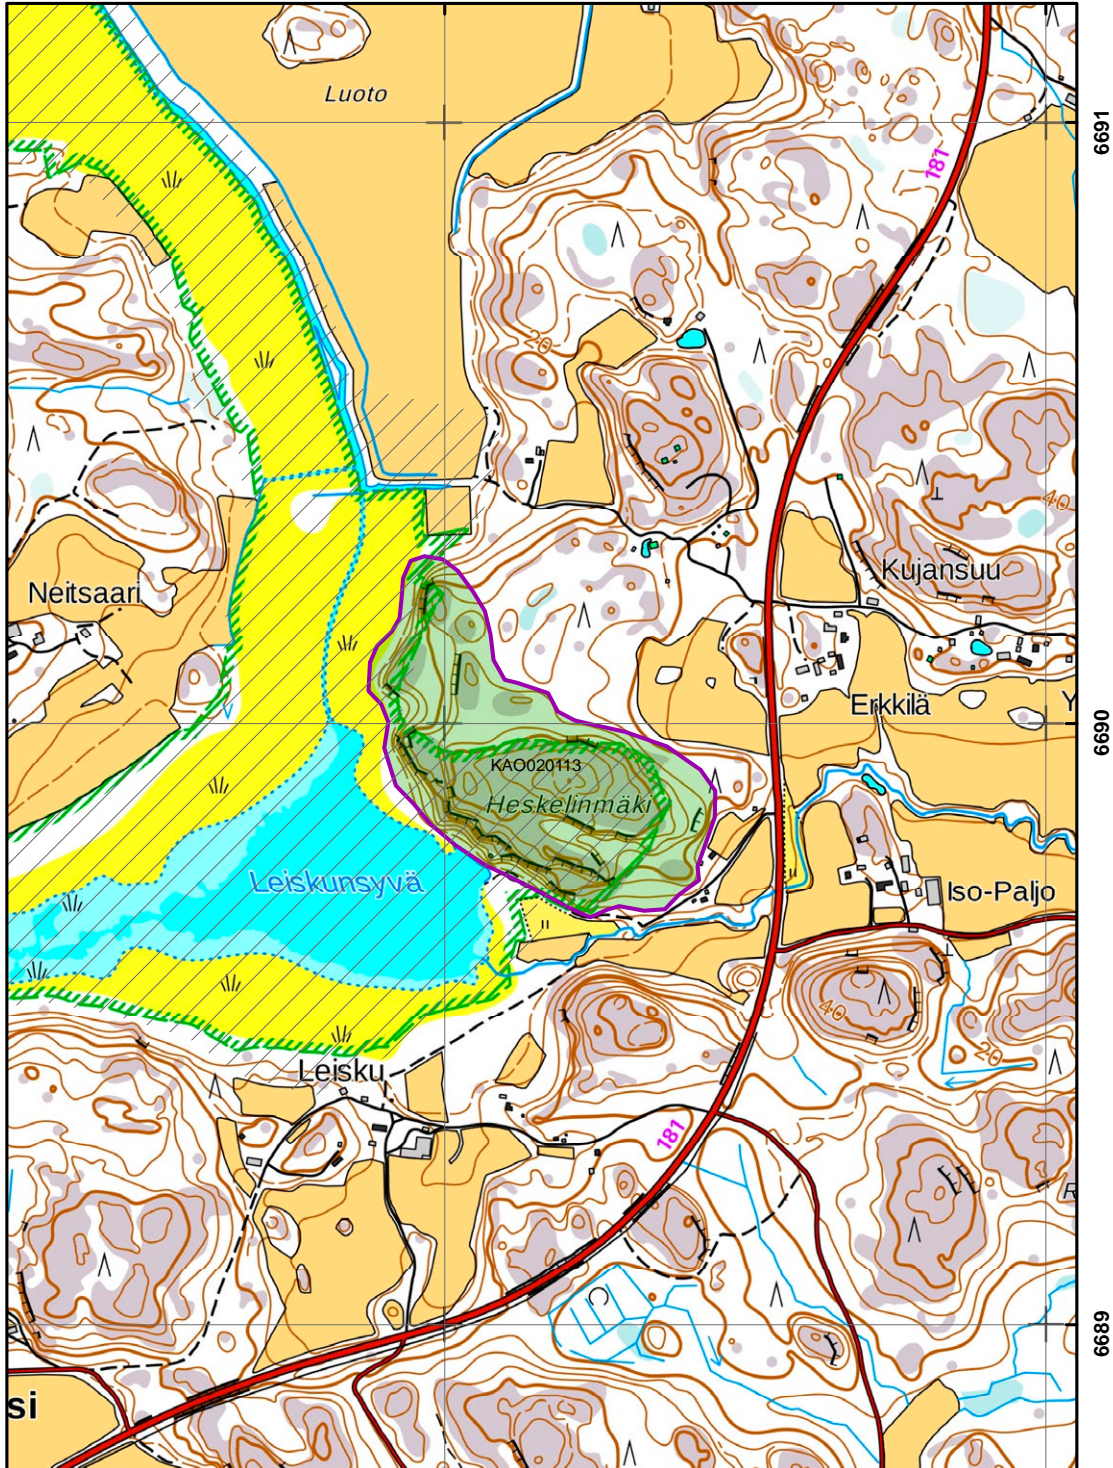 Luoto
6691
181
20
40
Kujansuu
Neitsaari
Erkkilä
Y
6690
KAO020113
Heskelinmäki
Leiskunsyvä
Iso-Paljo
40
20
Leisku
181
R
6689
si